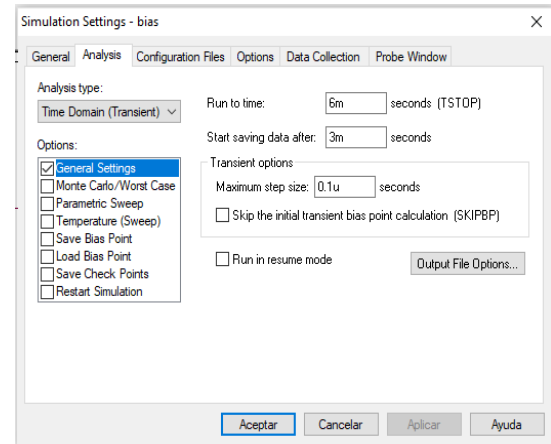 Simulation Settings - bias
General Analysis Configuration Files Options Data Collection Probe Window
Analysis type:
Time Domain (Transient)
Options:
General Settings
Monte Carlo/Worst Case
Parametric Sweep
Temperature (Sweep)
Save Bias Point
Load Bias Point
Save Check Points
Restart Simulation
Run to time: 6m seconds (TSTOP)
Start saving data after: 3m seconds
Transient options
Maximum step size: 0.1u seconds
Skip the initial transient bias point calculation (SKIPBP)
Run in resume mode
Output File Options...
Aceptar Cancelar Aplicar Ayuda